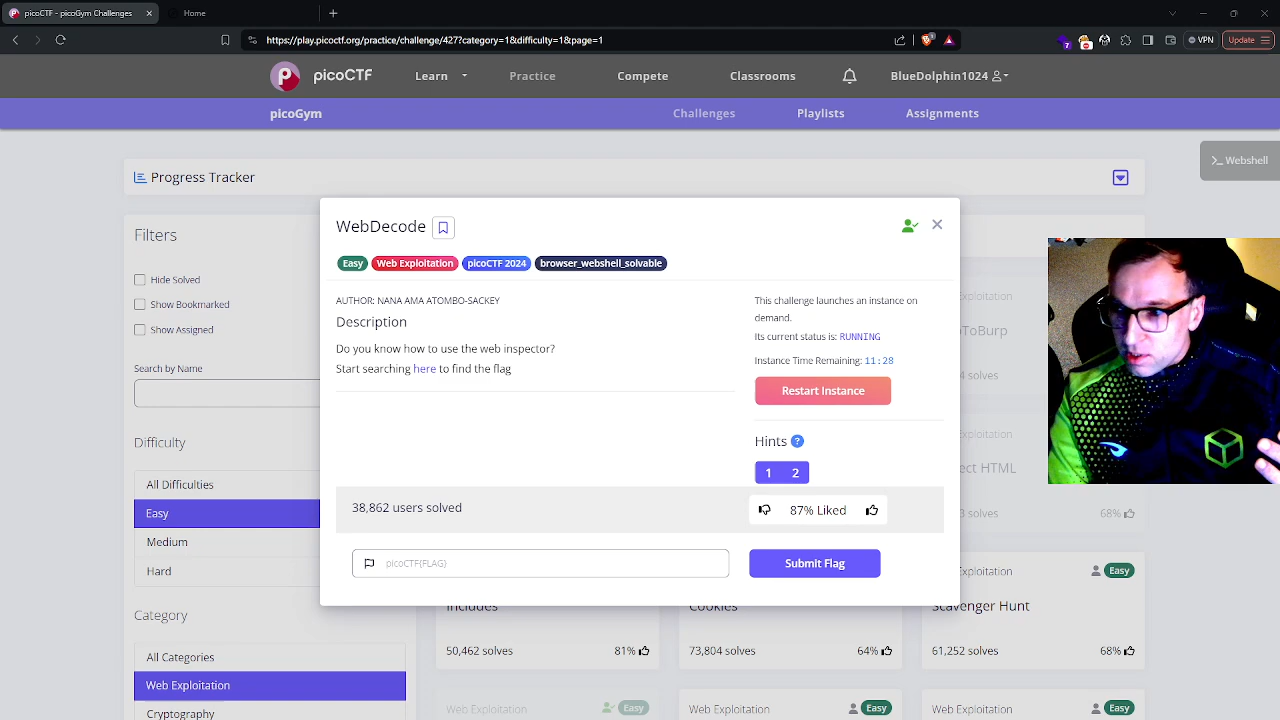 picoCTF - picoGym Challenges
Home
https://play.picoctf.org/practice/challenge/427?category=1&difficulty=1&page=1
7
VPN
Update
picoCTF
Learn
Practice
Compete
Classrooms
BlueDolphin1024
picoGym
Challenges
Playlists
Assignments
Progress Tracker
>_ Webshell
Filters
Hide Solved
Show Bookmarked
Show Assigned
Search by Name
Difficulty
All Difficulties
Easy
Medium
Hard
Category
All Categories
Web Exploitation
Cryptography
WebDecode
Easy
Web Exploitation
picoCTF 2024
browser_webshell_solvable
AUTHOR: NANA AMA ATOMBO-SACKEY
Description
Do you know how to use the web inspector?
Start searching here to find the flag
This challenge launches an instance on
demand.
Its current status is: RUNNING
Instance Time Remaining: 11:28
Restart Instance
Hints ?
1 2
38,862 users solved
87% Liked
picoCTF{FLAG}
Submit Flag
68%
Exploitation
Easy
Includes
Cookies
Scavenger Hunt
50,462 solves
81%
73,804 solves
64%
61,252 solves
68%
Web Exploitation
Easy
Web Exploitation
Easy
Web Exploitation
Easy